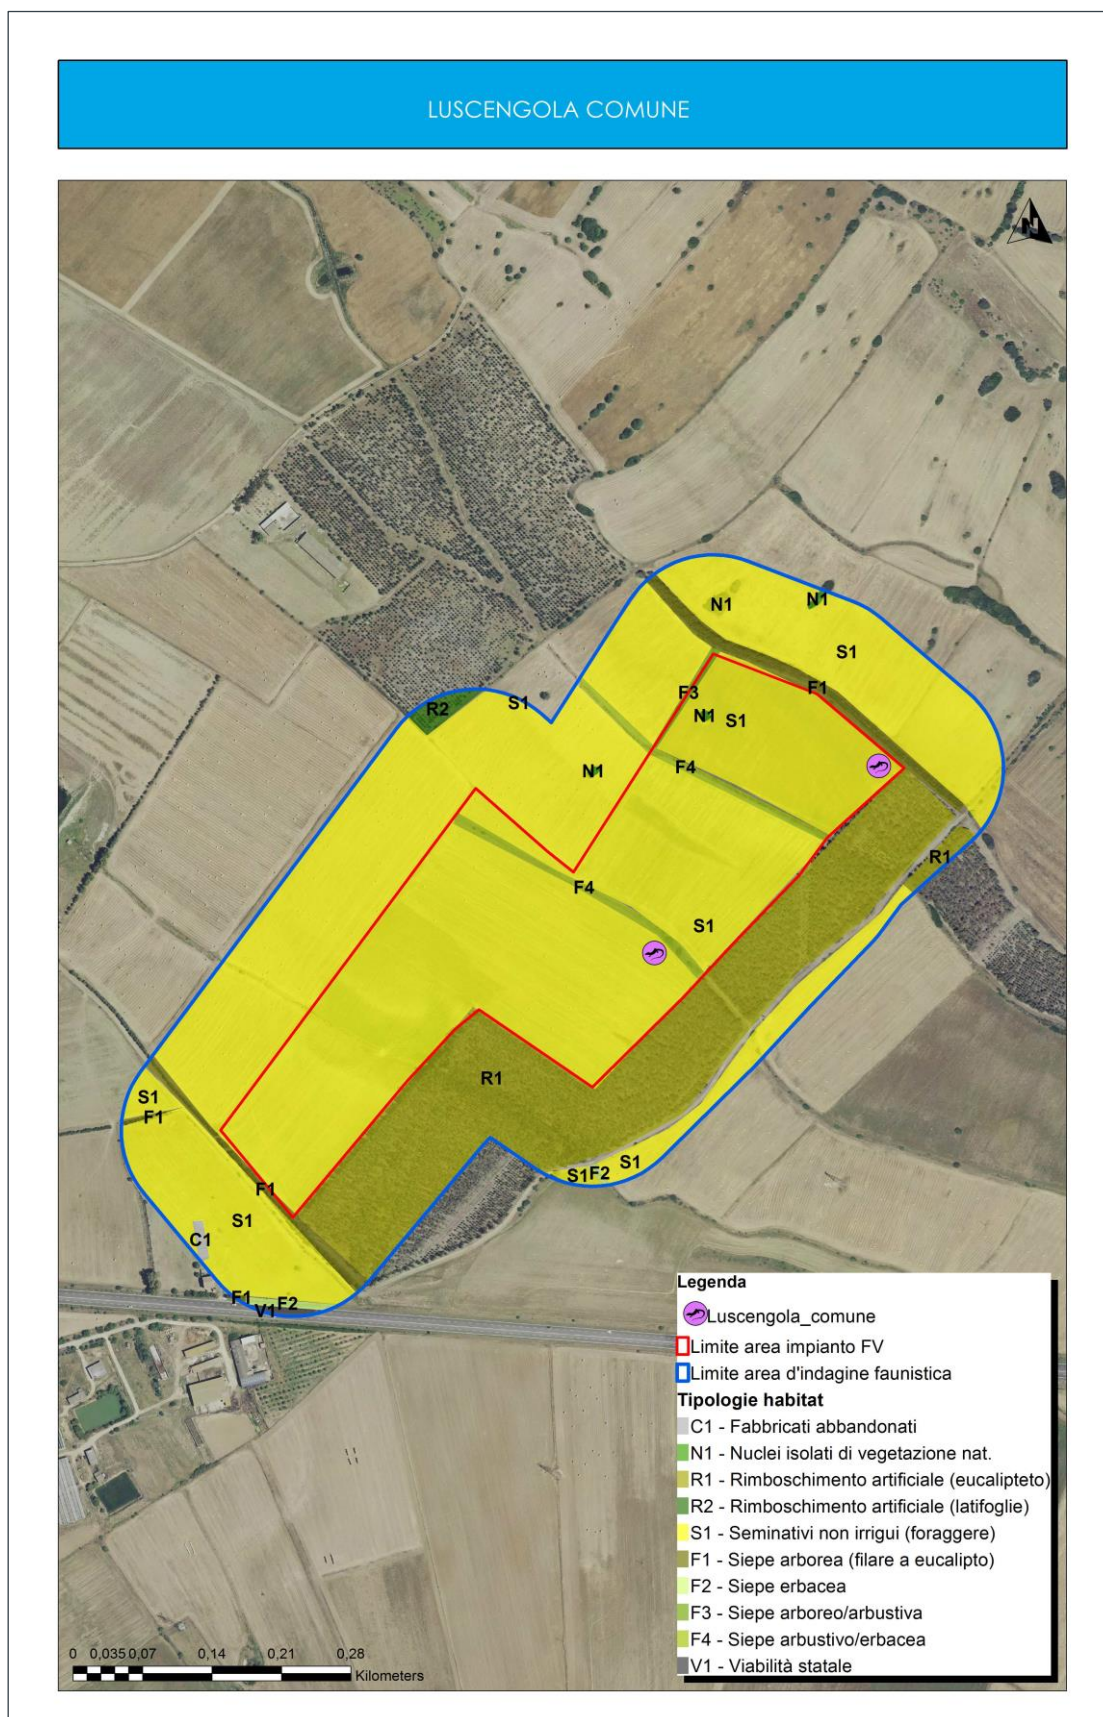 LUSCENGOLA COMUNE
N
N1
N1
S1
F3
F1
R2
S1
N1
S1
F4
N1
R1
F4
S1
R1
S1
F1
S1
F2
S1
F1
S1
C1
F1
F2
V1
Legenda
Luscengola_comune
Limite area impianto FV
Limite area d'indagine faunistica
Tipologie habitat
C1 - Fabbricati abbandonati
N1 - Nuclei isolati di vegetazione nat.
R1 - Rimboschimento artificiale (eucalipteto)
R2 - Rimboschimento artificiale (latifoglie)
S1 - Seminativi non irrigui (foraggere)
F1 - Siepe arborea (filare a eucalipto)
F2 - Siepe erbacea
F3 - Siepe arboreo/arbustiva
F4 - Siepe arbustivo/erbacea
V1 - Viabilità statale
0 0,035 0,07 0,14 0,21 0,28
Kilometers